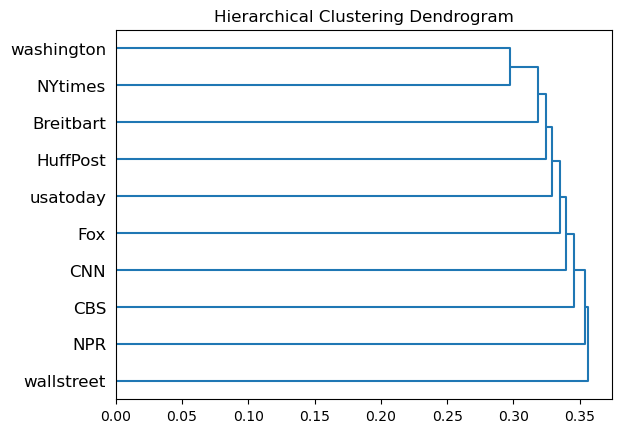 Hierarchical Clustering Dendrogram
washington
NYtimes
Breitbart
HuffPost
usatoday
Fox
CNN
CBS
NPR
wallstreet
0.00 0.05 0.10 0.15 0.20 0.25 0.30 0.35